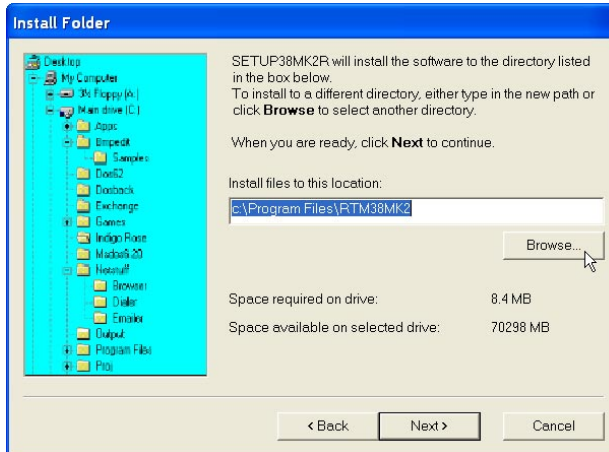 Install Folder
Desktop
My Computer
3½ Floppy (A:)
Main drive (C:)
Apps
Bmpedit
Samples
Dos62
Dosback
Exchange
Games
Indigo Rose
Netstuff
Browser
Dialer
Emailer
Output
Program Files
Proj
SETUP38MK2R will install the software to the directory listed
in the box below.
To install to a different directory, either type in the new path or
click Browse to select another directory.
When you are ready, click Next to continue.
Install files to this location:
c:\Program Files\RTM38MK2
Browse...
Space required on drive: 8.4 MB
Space available on selected drive: 70298 MB
< Back
Next >
Cancel